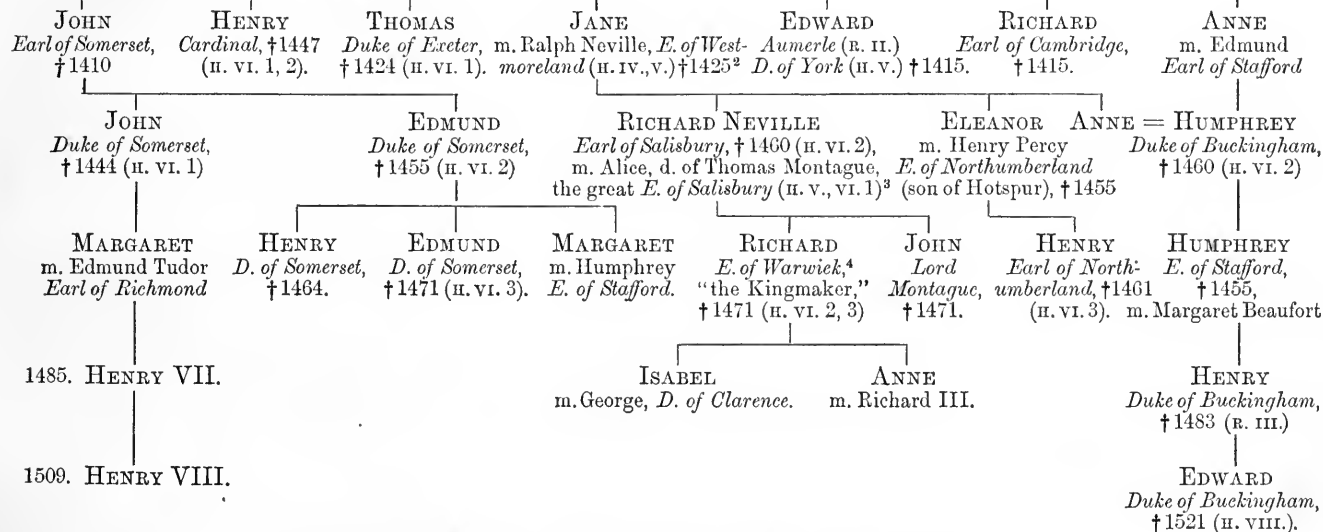 JOHN HENRY THOMAS JANE EDWARD RICHARD ANNE
Earl of Somerset, Cardinal, †1447 Duke of Exeter, m. Ralph Neville, E. of West- Aumerle (R. II.) Earl of Cambridge, m. Edmund
†1410 (H. VI. 1, 2). †1424 (H. VI. 1). moreland (H. IV., V.) †1425² D. of York (H. V.) †1415. †1415. Earl of Stafford
JOHN EDMUND RICHARD NEVILLE ELEANOR ANNE = HUMPHREY
Duke of Somerset, Duke of Somerset, Earl of Salisbury, †1460 (H. VI. 2), m. Henry Percy Duke of Buckingham,
†1444 (H. VI. 1) †1455 (H. VI. 2) m. Alice, d. of Thomas Montague, E. of Northumberland †1460 (H. VI. 2)
the great E. of Salisbury (H. V., VI. 1)³ (son of Hotspur), †1455
MARGARET HENRY EDMUND MARGARET RICHARD JOHN HENRY HUMPHREY
m. Edmund Tudor D. of Somerset, D. of Somerset, m. Humphrey E. of Warwick,⁴ Lord Earl of North- E. of Stafford,
Earl of Richmond †1464. †1471 (H. VI. 3). E. of Stafford. "the Kingmaker," Montague, umberland, †1461 †1455,
†1471 (H. VI. 2, 3) †1471. (H. VI. 3). m. Margaret Beaufort
1485. HENRY VII. ISABEL ANNE HENRY
m. George, D. of Clarence. m. Richard III. Duke of Buckingham,
†1483 (R. III.)
1509. HENRY VIII. EDWARD
Duke of Buckingham,
†1521 (H. VIII.).